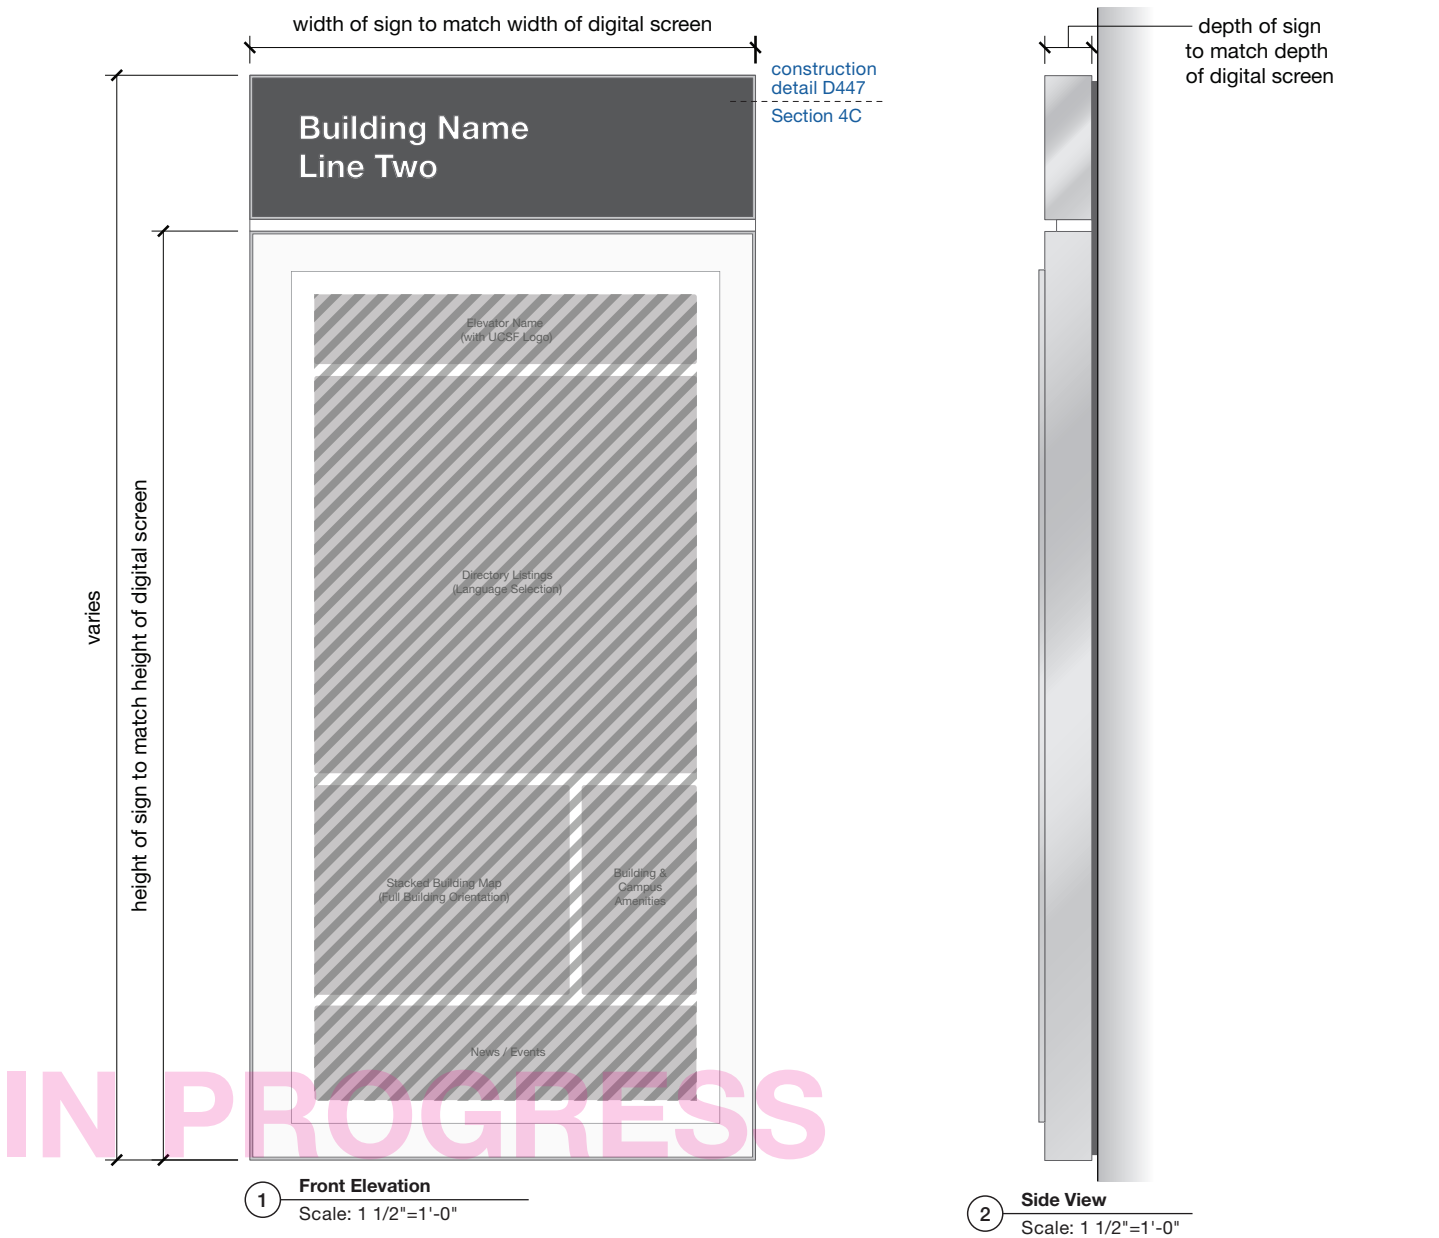 width of sign to match width of digital screen
depth of sign
to match depth
of digital screen
construction
detail D447
Section 4C
Building Name
Line Two
varies
height of sign to match height of digital screen
Elevator Name
(with UCSF Logo)
Directory Listings
(Language Selection)
Stacked Building Map
(Full Building Orientation)
Building &
Campus
Amenities
News / Events
IN PROGRESS
1
Front Elevation
Scale: 1 1/2"=1'-0"
2
Side View
Scale: 1 1/2"=1'-0"